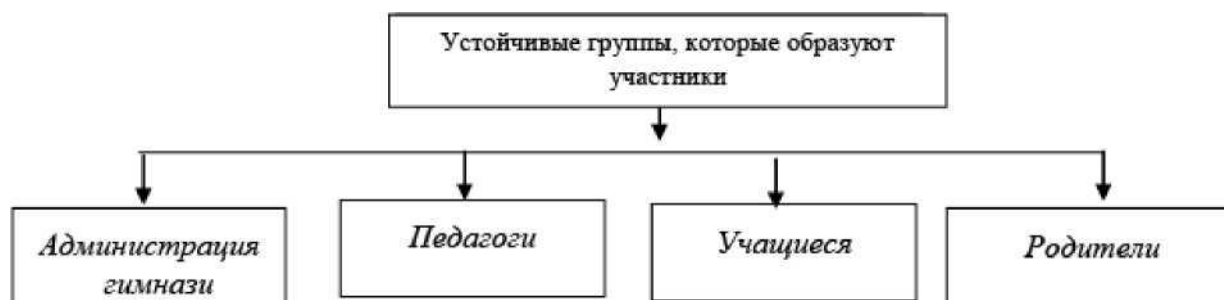 Устойчивые группы, которые образуют
участники
Администрация
гимнази
Педагоги
Учащиеся
Родители